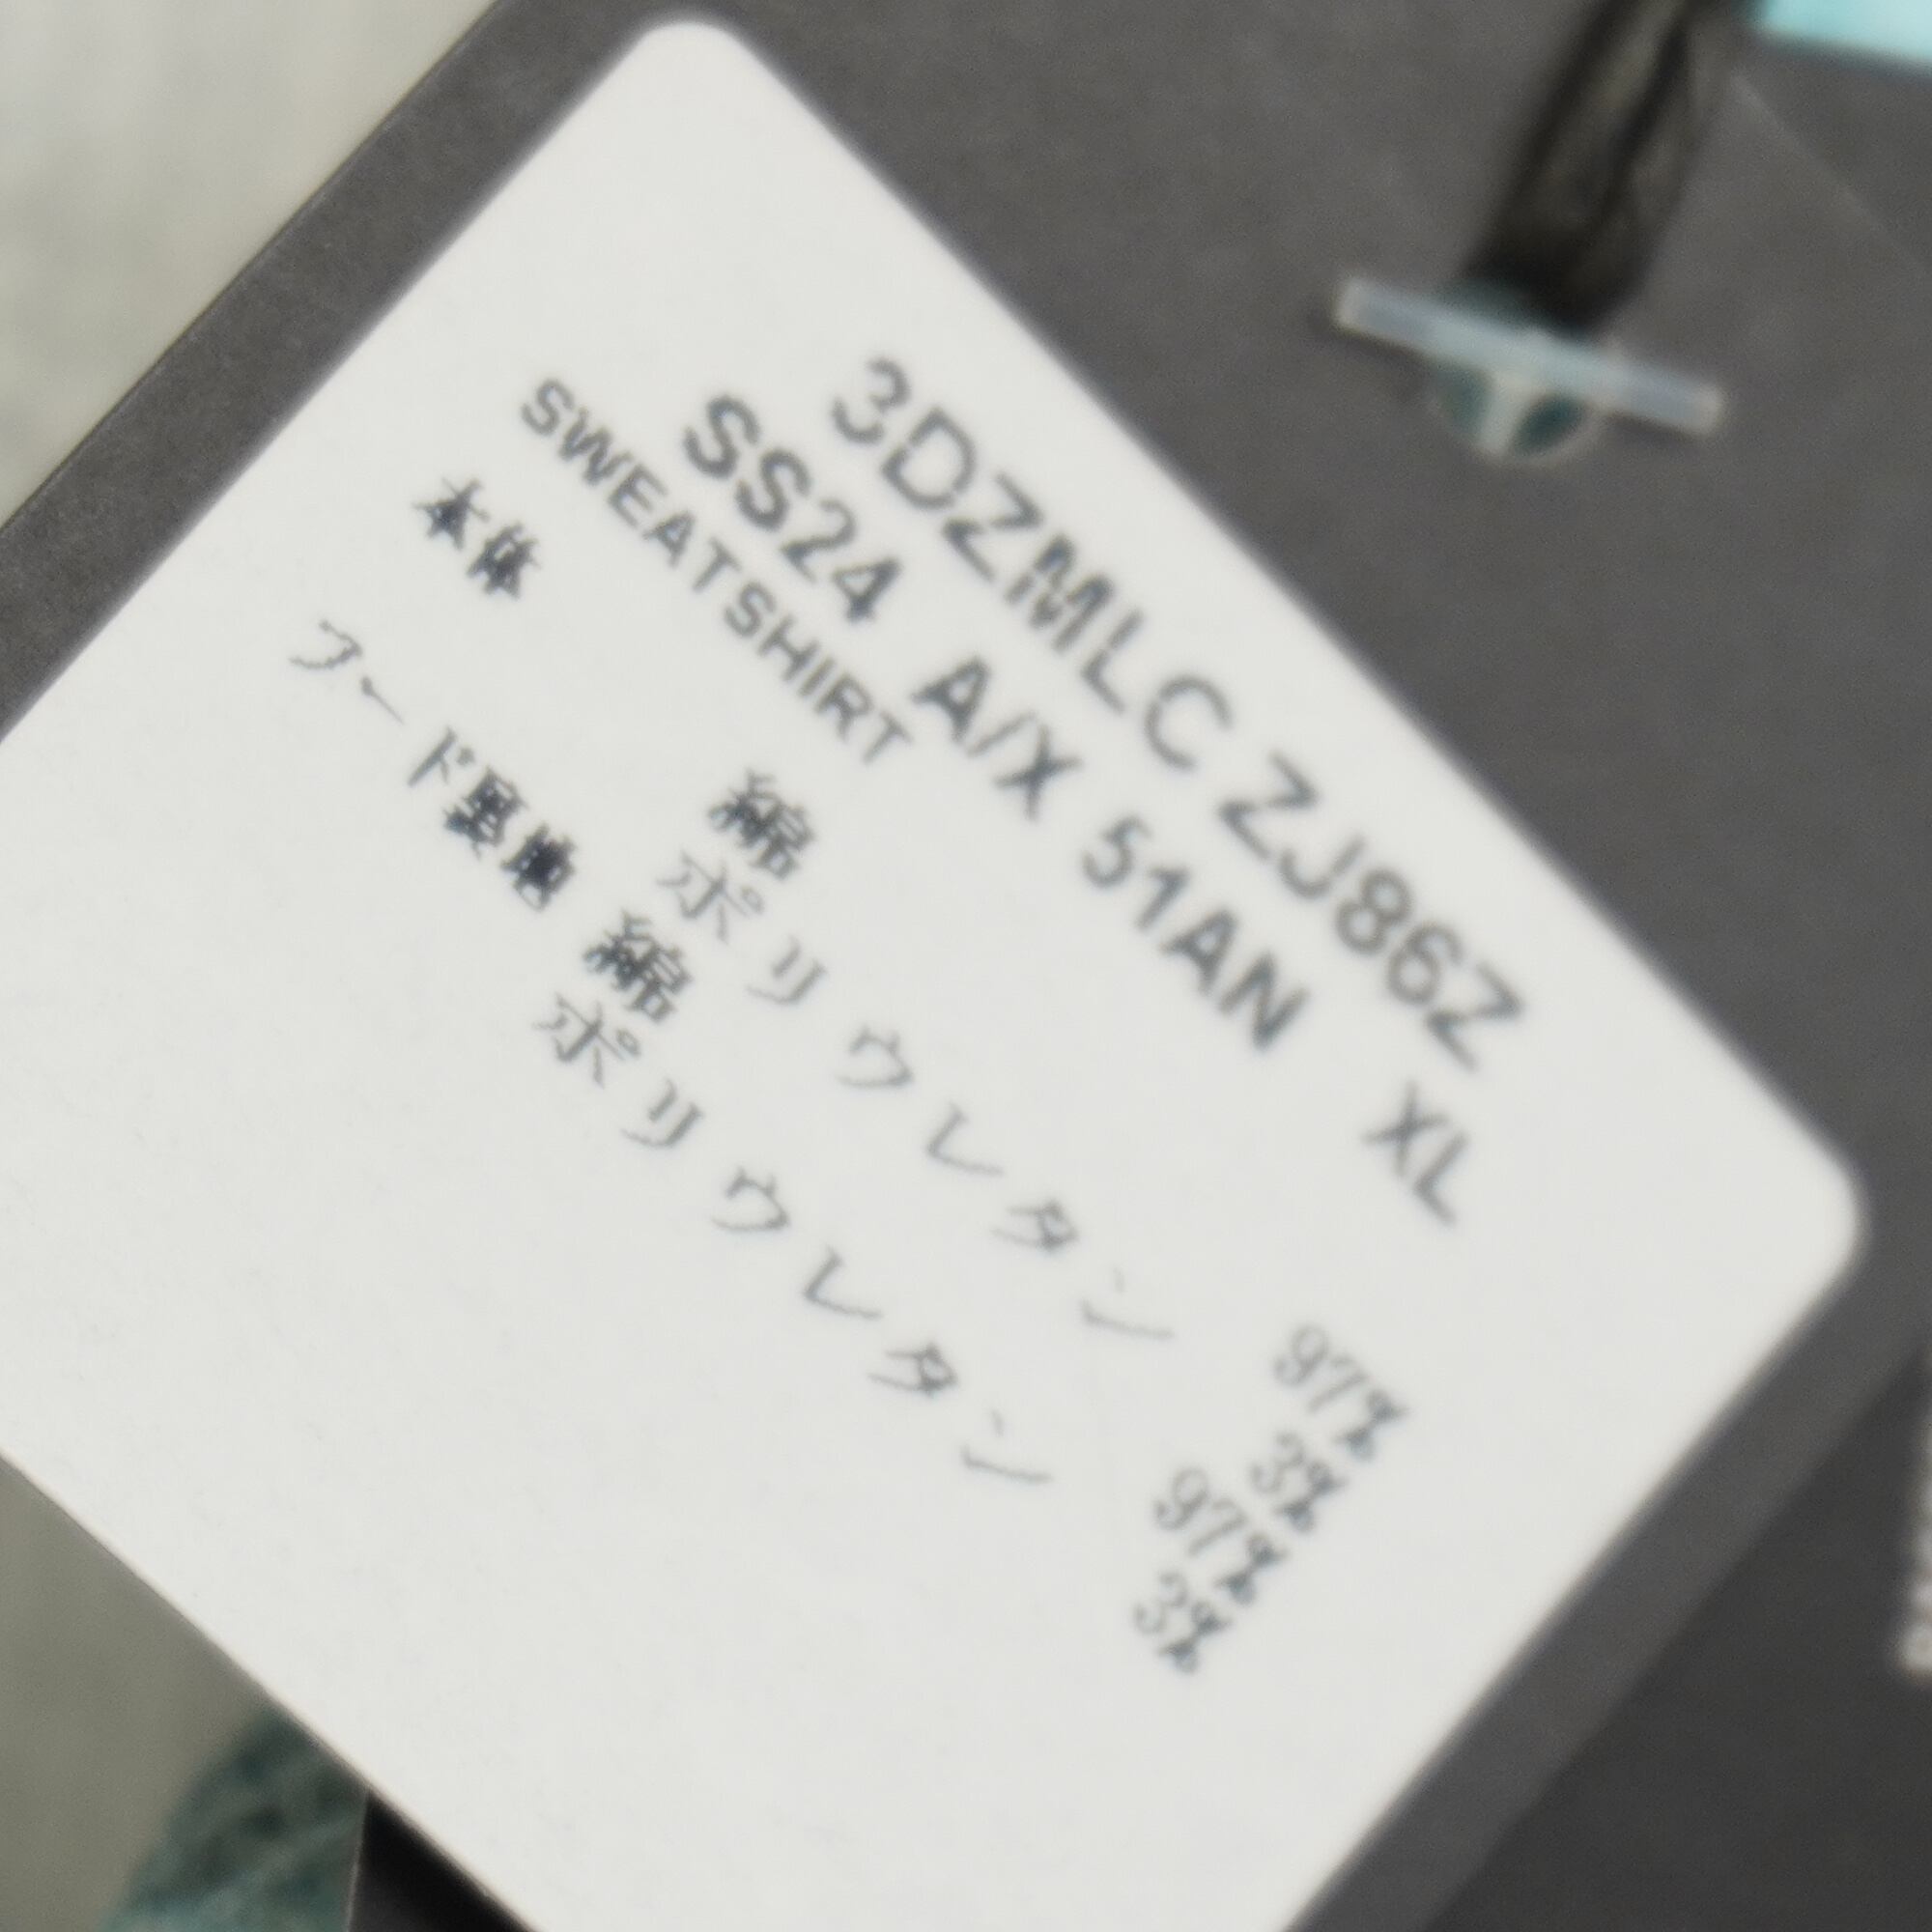 3DZMLC ZJ86Z
SS24 A/X 51AN XL
SWEATSHIRT
本体
綿 97%
ポリウレタン 3%
フード裏地
綿 97%
ポリウレタン 3%